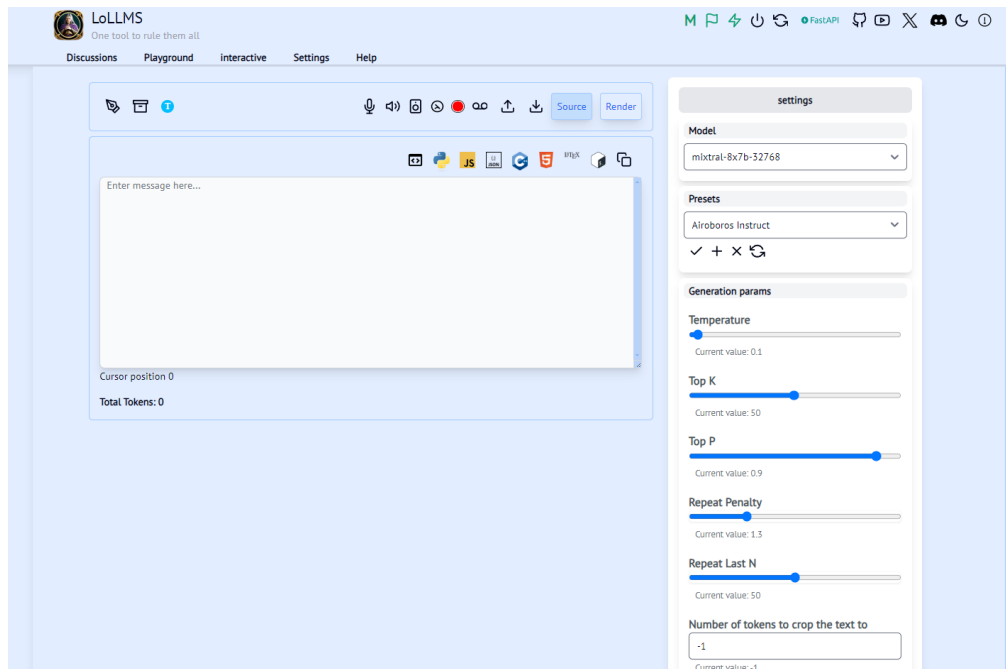 LoLLMS
One tool to rule them all
M
FastAPI
Discussions Playground interactive Settings Help
T
Source Render
JS JSON C++ 5 LATEX
Enter message here...
Cursor position 0
Total Tokens: 0
settings
Model
mixtral-8x7b-32768
Presets
Airoboros Instruct
Generation params
Temperature
Current value: 0.1
Top K
Current value: 50
Top P
Current value: 0.9
Repeat Penalty
Current value: 1.3
Repeat Last N
Current value: 50
Number of tokens to crop the text to
-1
Current value: -1